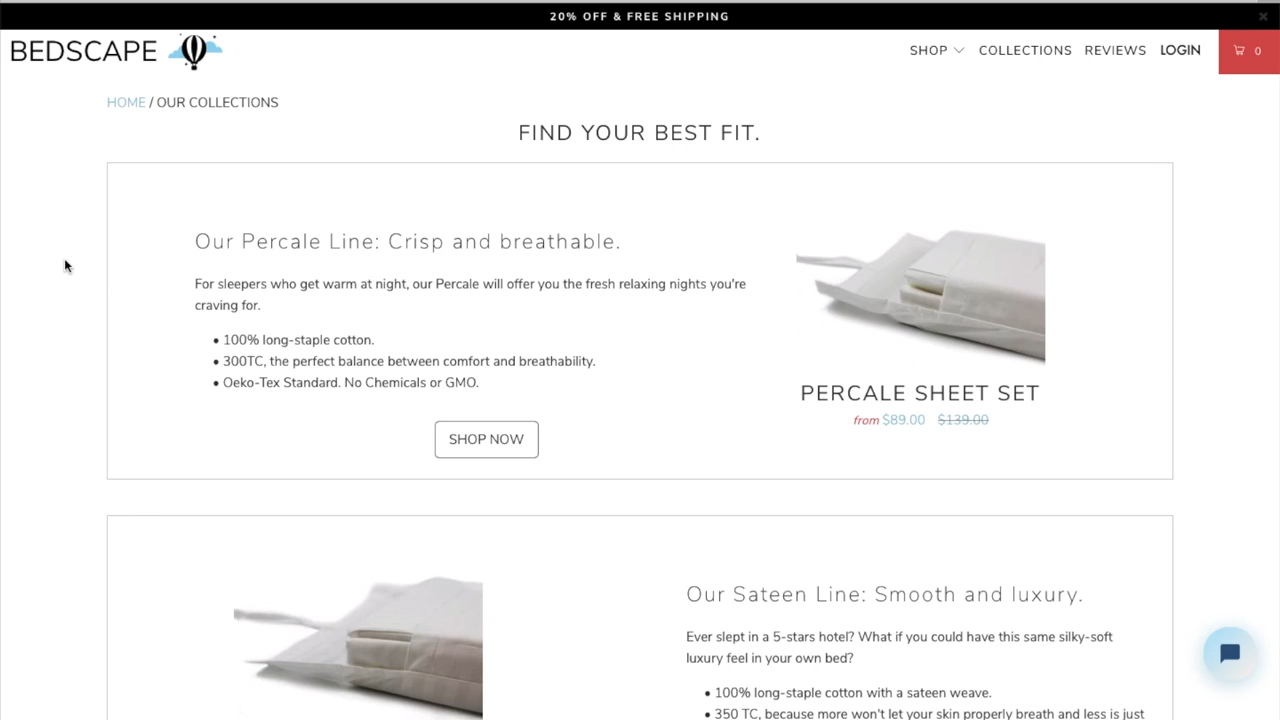 20% OFF & FREE SHIPPING
BEDSCAPE
SHOP COLLECTIONS REVIEWS LOGIN 0
HOME / OUR COLLECTIONS
FIND YOUR BEST FIT.
Our Percale Line: Crisp and breathable.
For sleepers who get warm at night, our Percale will offer you the fresh relaxing nights you're
craving for.
• 100% long-staple cotton.
• 300TC, the perfect balance between comfort and breathability.
• Oeko-Tex Standard. No Chemicals or GMO.
SHOP NOW
PERCALE SHEET SET
from $89.00 $139.00
Our Sateen Line: Smooth and luxury.
Ever slept in a 5-stars hotel? What if you could have this same silky-soft
luxury feel in your own bed?
• 100% long-staple cotton with a sateen weave.
• 350 TC, because more won't let your skin properly breath and less is just